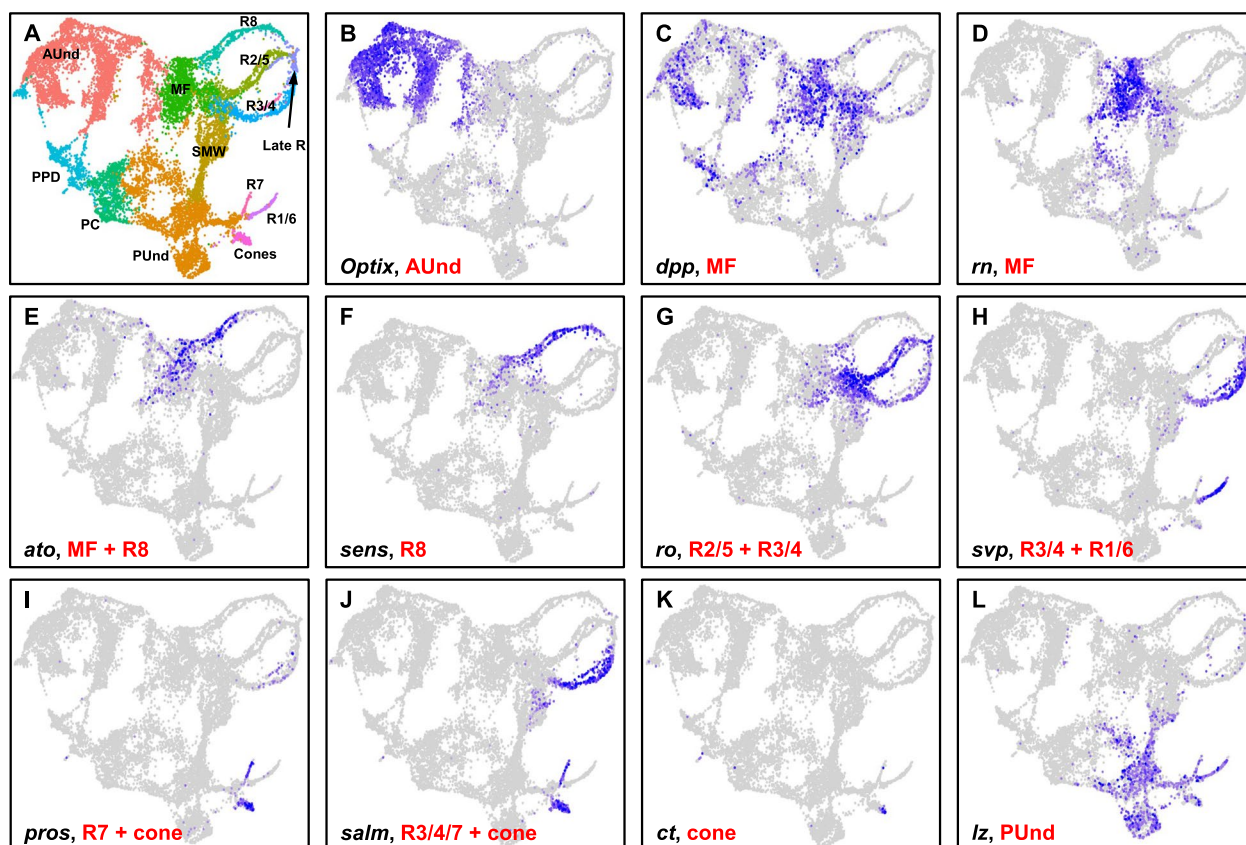 A
AUnd
MF
R8
R2/5
R3/4
Late R
SMW
PPD
PC
PUnd
R7
R1/6
Cones
B
Optix, AUnd
C
dpp, MF
D
rn, MF
E
ato, MF + R8
F
sens, R8
G
ro, R2/5 + R3/4
H
svp, R3/4 + R1/6
I
pros, R7 + cone
J
salm, R3/4/7 + cone
K
ct, cone
L
lz, PUnd